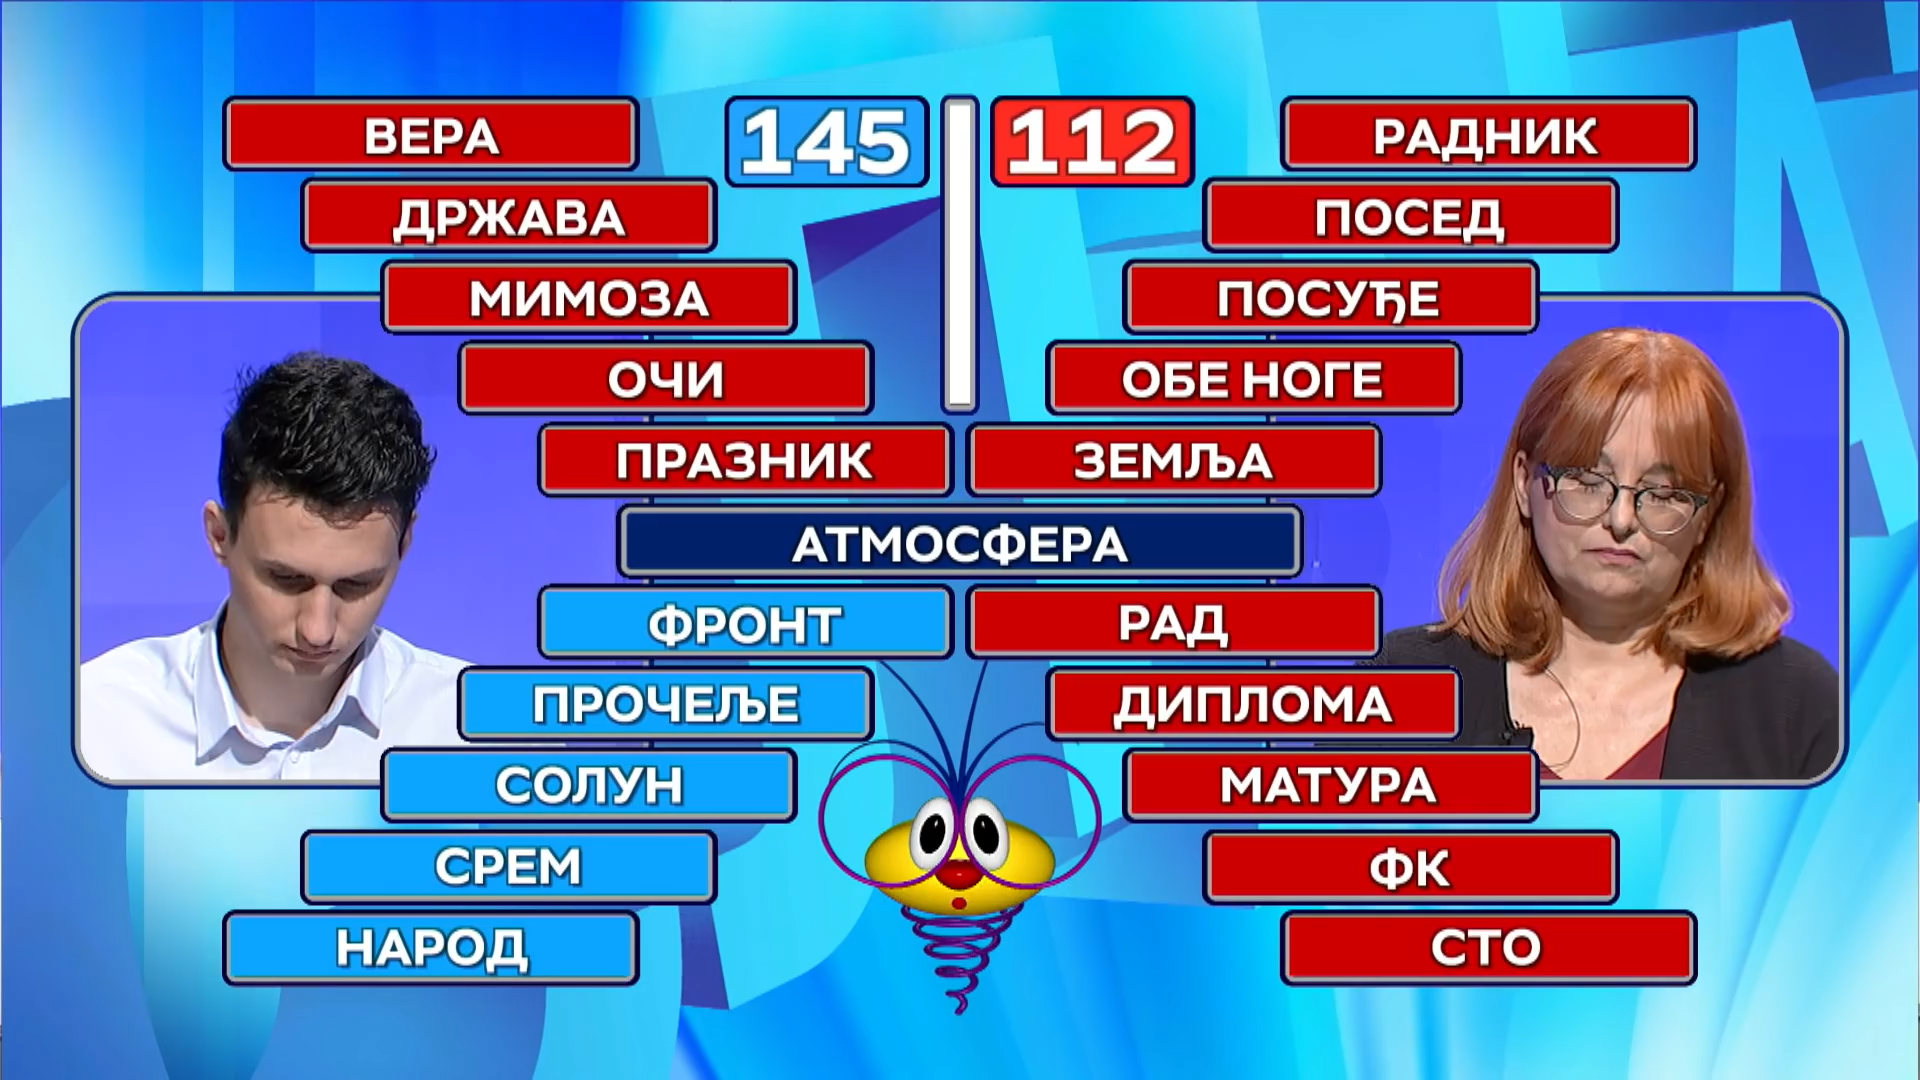 ВЕРА
145
112
РАДНИК
ДРЖАВА
ПОСЕД
МИМОЗА
ПОСУЂЕ
ОЧИ
ОБЕ НОГЕ
ПРАЗНИК
ЗЕМЉА
АТМОСФЕРА
ФРОНТ
РАД
ПРОЧЕЉЕ
ДИПЛОМА
СОЛУН
МАТУРА
СРЕМ
ФК
НАРОД
СТО